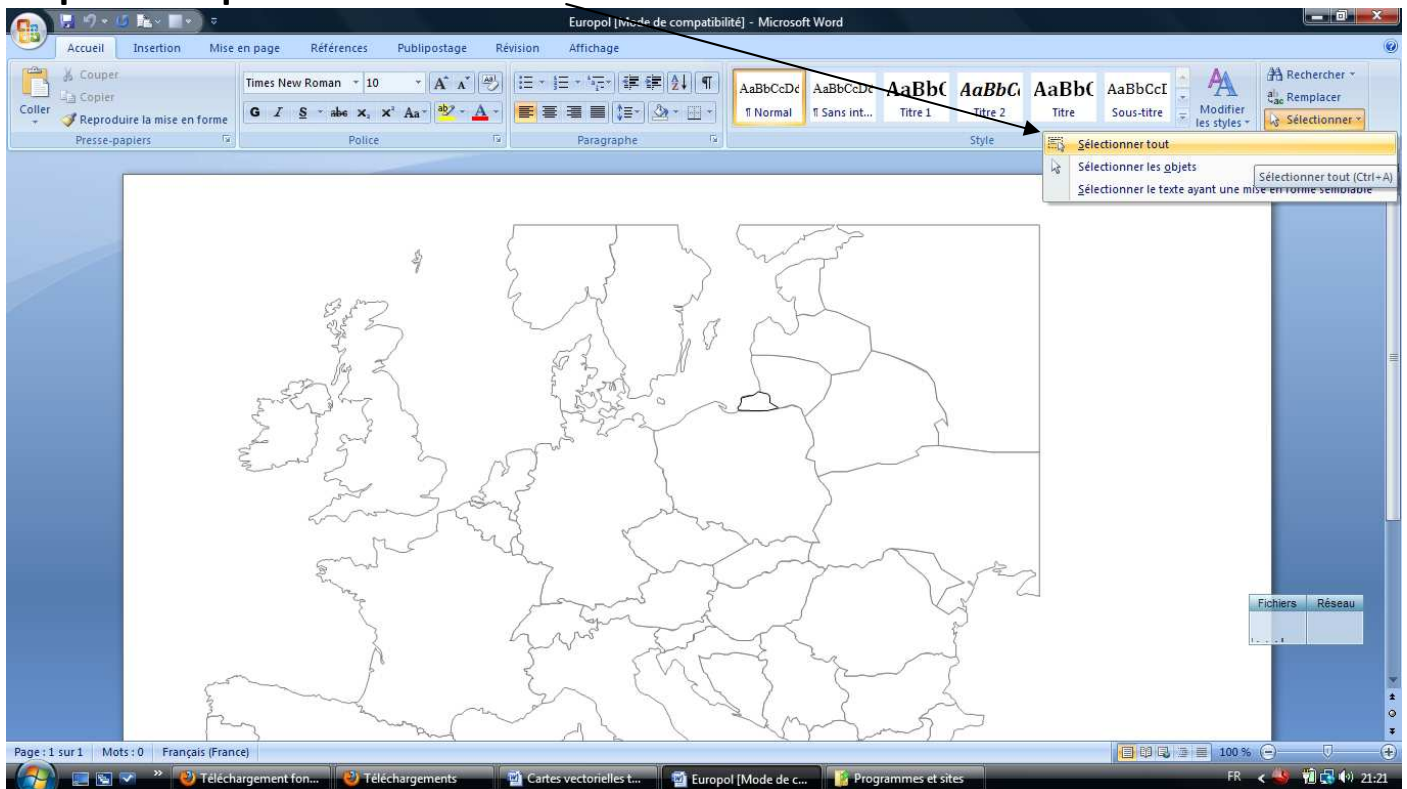 Europol [Mode de compatibilité] - Microsoft Word
Accueil Insertion Mise en page Références Publipostage Révision Affichage
Coller
Couper
Copier
Reproduire la mise en forme
Presse-papiers
Times New Roman 10
G I S abc x, x² Aa
Police
Paragraphe
AaBbCcDc AaBbCcDc AaBbC AaBbC AaBbC AaBbCcI
¶ Normal ¶ Sans int... Titre 1 Titre 2 Titre Sous-titre
Modifier
les styles
Style
Rechercher
Remplacer
Sélectionner
Sélectionner tout
Sélectionner les objets
Sélectionner tout (Ctrl+A)
Sélectionner le texte ayant une mise en forme semblable
Fichiers Réseau
Page : 1 sur 1 Mots : 0 Français (France) 100 %
Téléchargement fon... Téléchargements Cartes vectorielles t... Europol [Mode de c... Programmes et sites FR 21:21